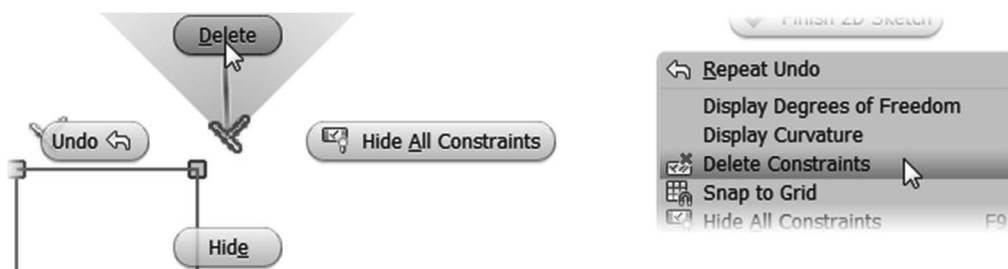 Delete
Undo
Hide All Constraints
Hide
Finish 2D Sketch
Repeat Undo
Display Degrees of Freedom
Display Curvature
Delete Constraints
Snap to Grid
Hide All Constraints F9